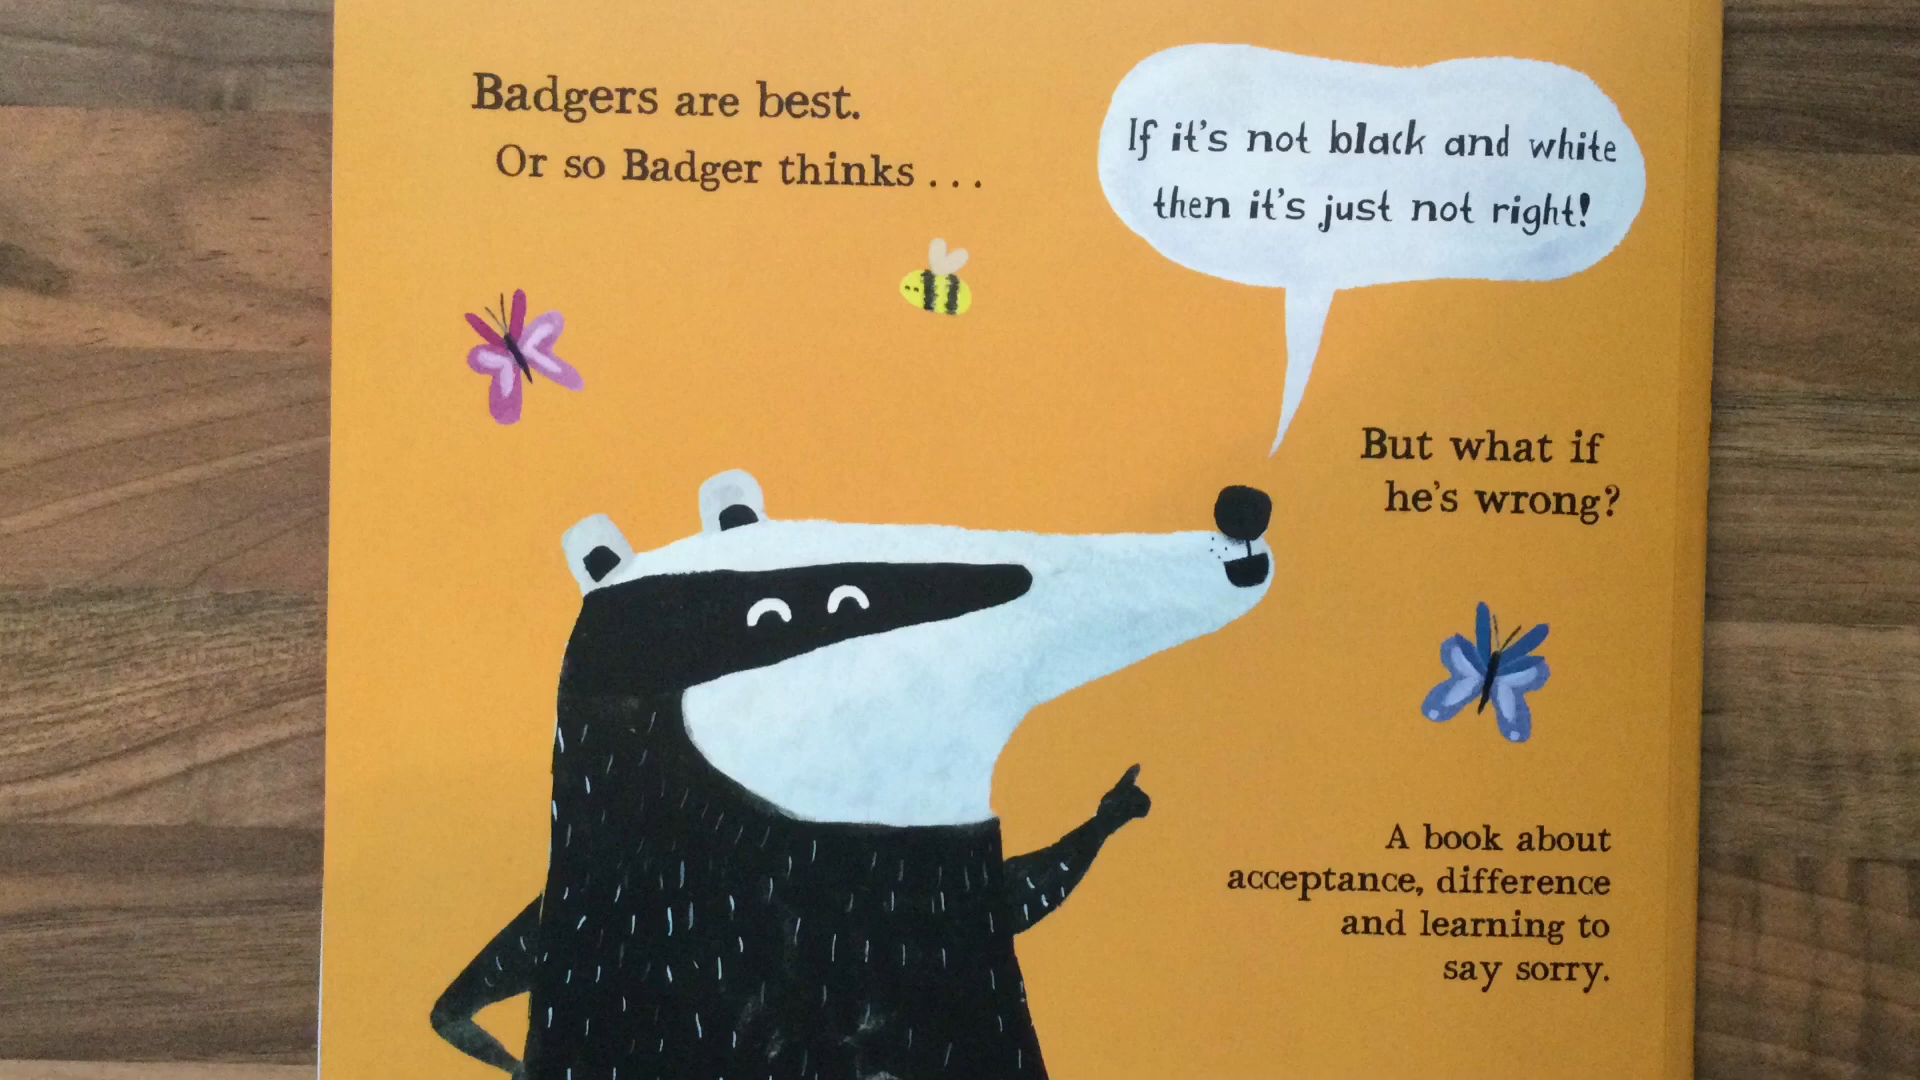 Badgers are best.
Or so Badger thinks . . .
If it's not black and white
then it's just not right!
But what if
he's wrong?
A book about
acceptance, difference
and learning to
say sorry.